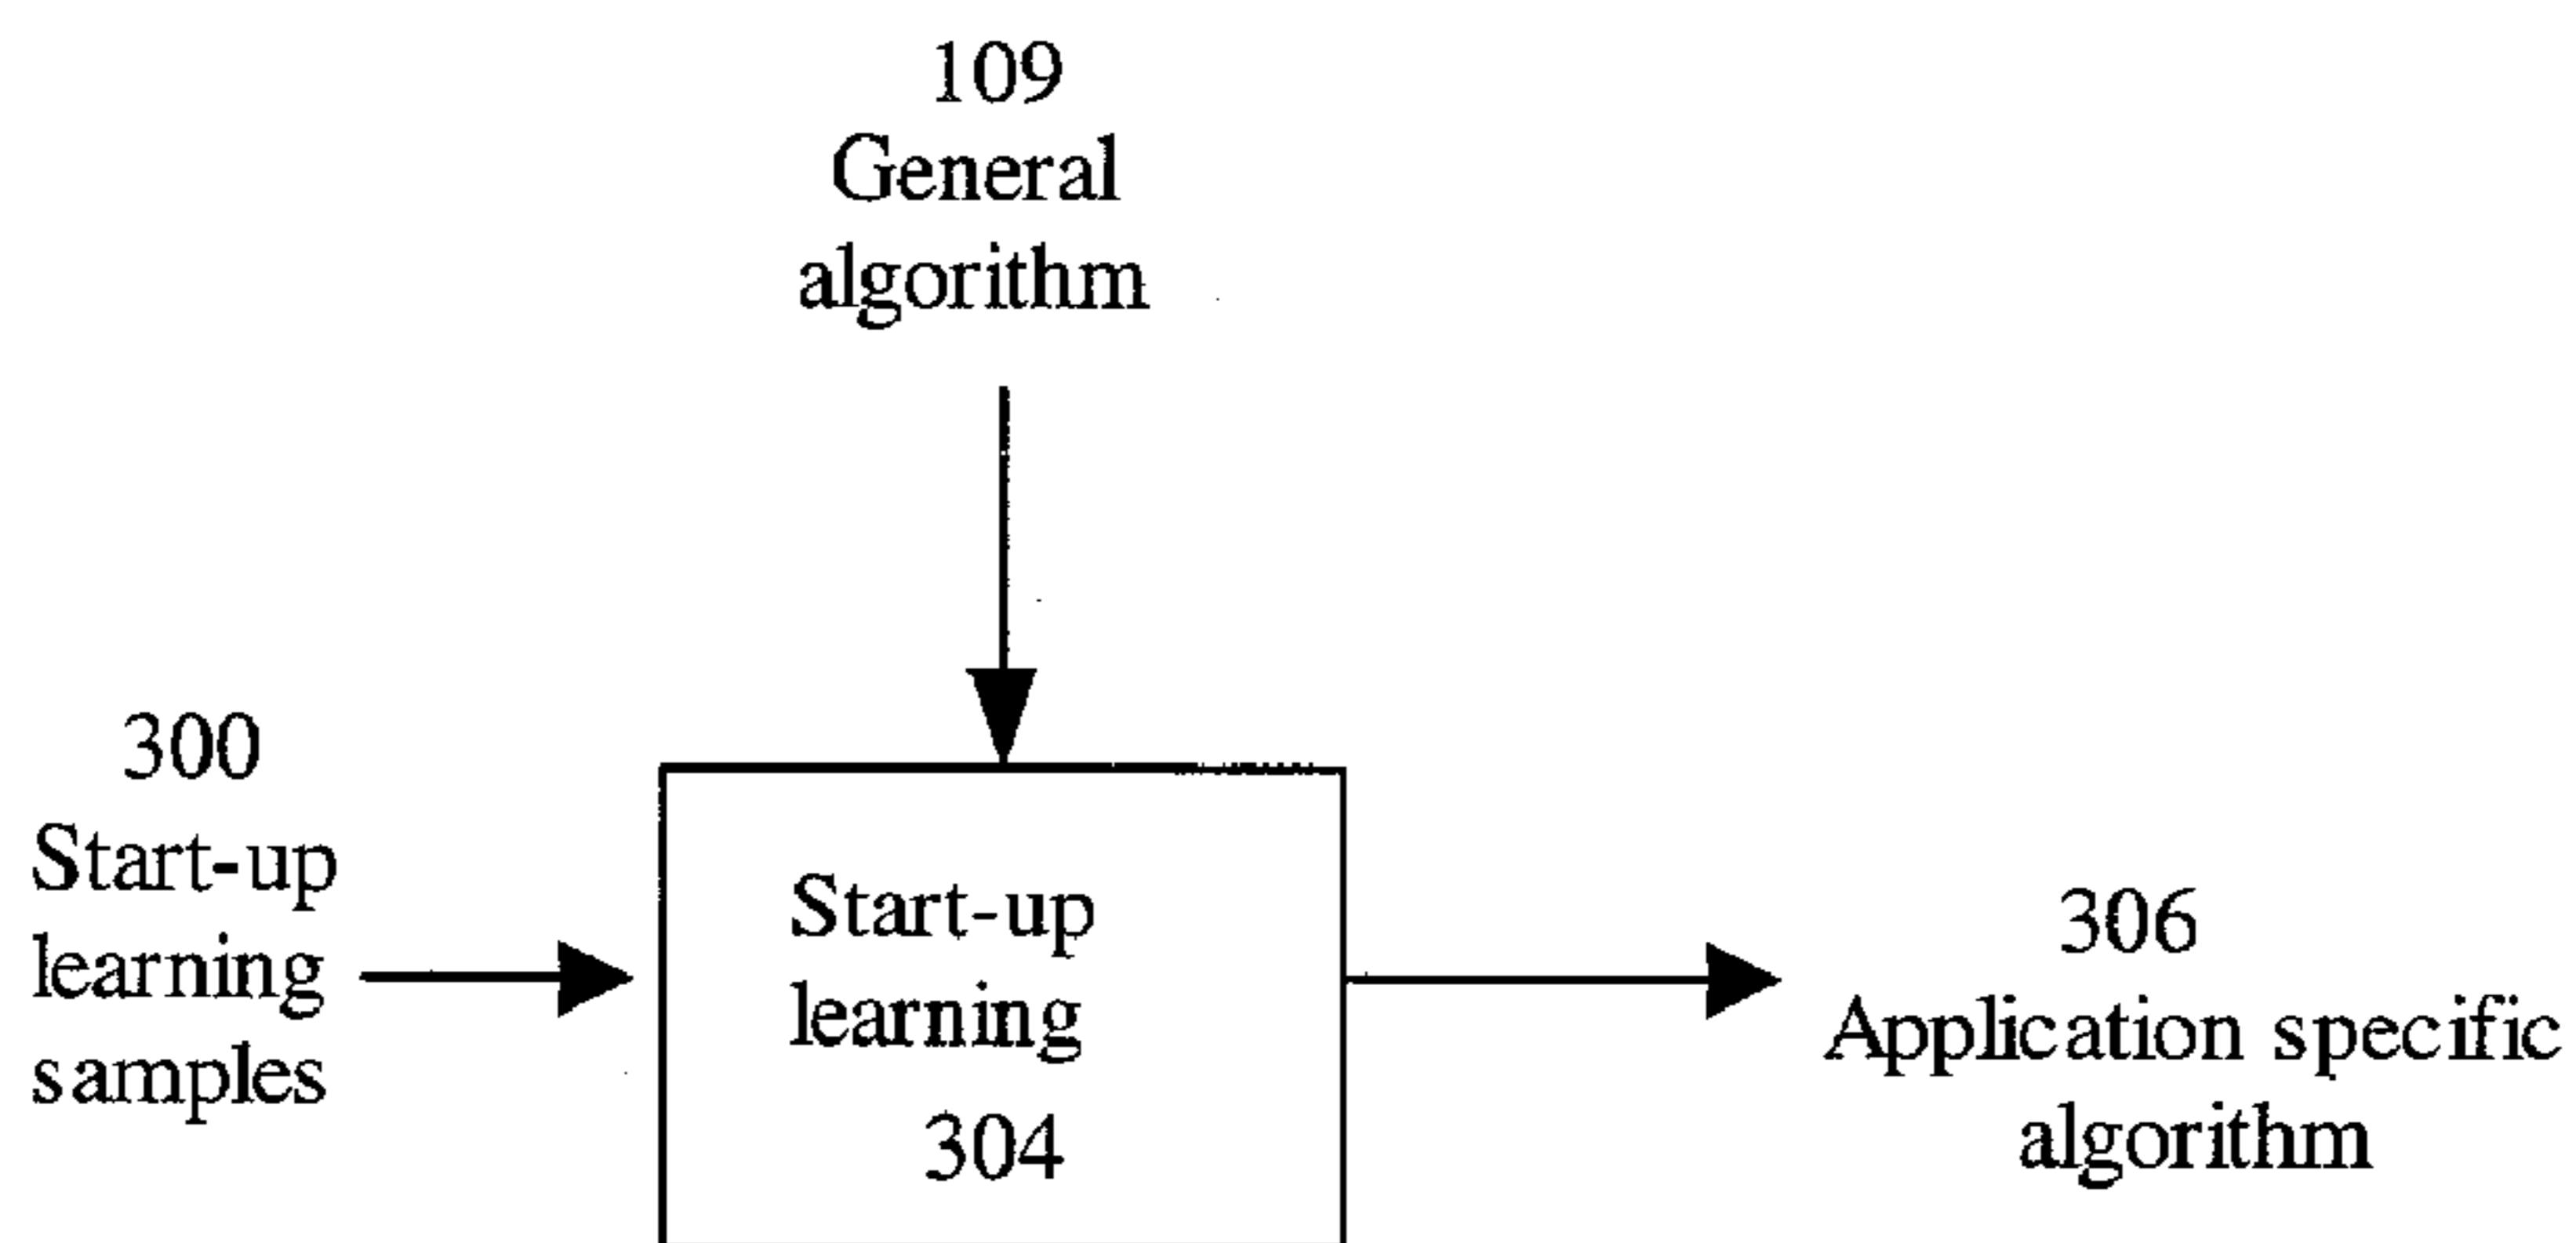 109
General
algorithm
300
Start-up
learning
samples
Start-up
learning
304
306
Application specific
algorithm